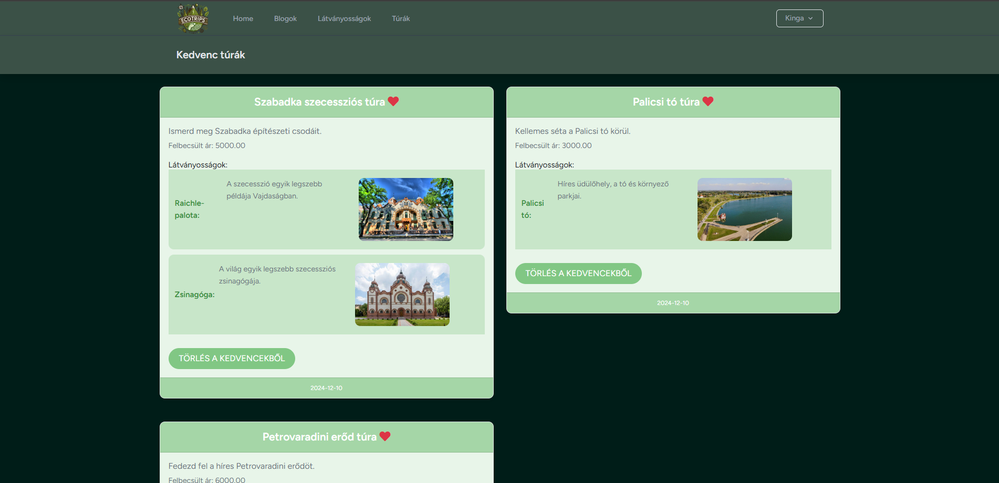 ECOTRIPS
Home
Blogok
Látványosságok
Túrák
Kinga
Kedvenc túrák
Szabadka szecessziós túra
Ismerd meg Szabadka építészeti csodáit.
Felbecsült ár: 5000.00
Látványosságok:
Raichle-
palota:
A szecesszió egyik legszebb
példája Vajdaságban.
Zsinagóga:
A világ egyik legszebb szecessziós
zsinagógája.
TÖRLÉS A KEDVENCEKBŐL
2024-12-10
Palicsi tó túra
Kellemes séta a Palicsi tó körül.
Felbecsült ár: 3000.00
Látványosságok:
Palicsi
tó:
Híres üdülőhely, a tó és környező
parkjai.
TÖRLÉS A KEDVENCEKBŐL
2024-12-10
Petrovaradini erőd túra
Fedezd fel a híres Petrovaradini erődöt.
Felbecsült ár: 6000.00